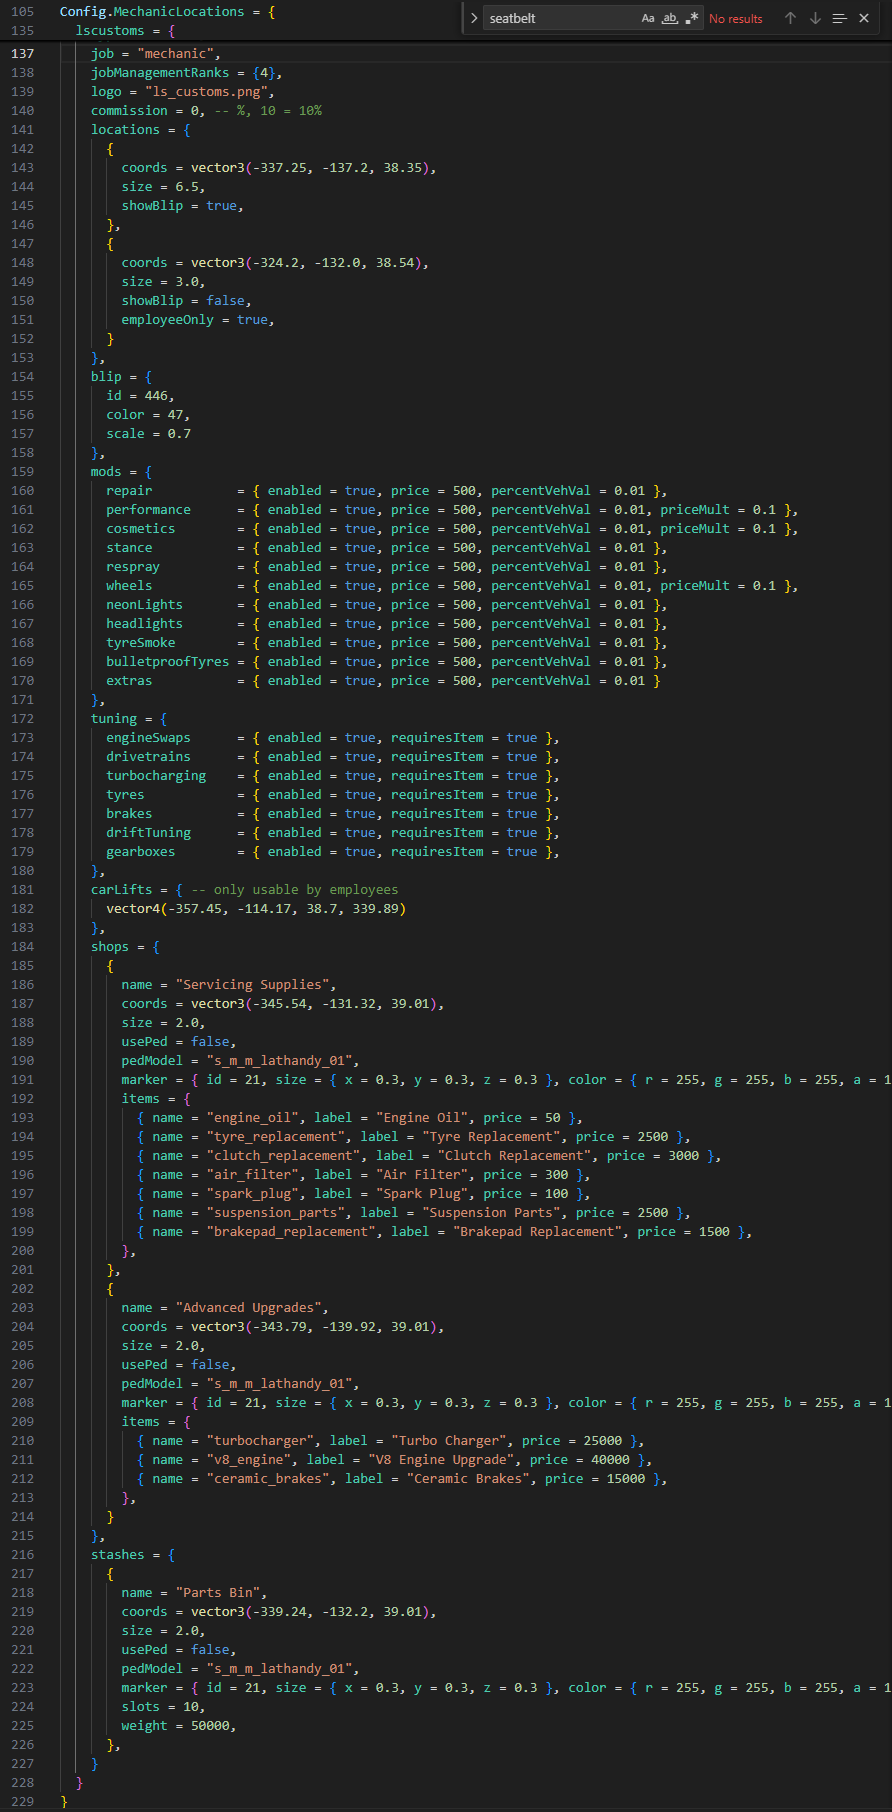 seatbelt
Aa ab .* No results
105 Config.MechanicLocations = {
135 lscustoms = {
137 job = "mechanic",
138 jobManagementRanks = {4},
139 logo = "ls_customs.png",
140 commission = 0, -- %, 10 = 10%
141 locations = {
142 {
143 coords = vector3(-337.25, -137.2, 38.35),
144 size = 6.5,
145 showBlip = true,
146 },
147 {
148 coords = vector3(-324.2, -132.0, 38.54),
149 size = 3.0,
150 showBlip = false,
151 employeeOnly = true,
152 }
153 },
154 blip = {
155 id = 446,
156 color = 47,
157 scale = 0.7
158 },
159 mods = {
160 repair = { enabled = true, price = 500, percentVehVal = 0.01 },
161 performance = { enabled = true, price = 500, percentVehVal = 0.01, priceMult = 0.1 },
162 cosmetics = { enabled = true, price = 500, percentVehVal = 0.01, priceMult = 0.1 },
163 stance = { enabled = true, price = 500, percentVehVal = 0.01 },
164 respray = { enabled = true, price = 500, percentVehVal = 0.01 },
165 wheels = { enabled = true, price = 500, percentVehVal = 0.01, priceMult = 0.1 },
166 neonLights = { enabled = true, price = 500, percentVehVal = 0.01 },
167 headlights = { enabled = true, price = 500, percentVehVal = 0.01 },
168 tyreSmoke = { enabled = true, price = 500, percentVehVal = 0.01 },
169 bulletproofTyres = { enabled = true, price = 500, percentVehVal = 0.01 },
170 extras = { enabled = true, price = 500, percentVehVal = 0.01 }
171 },
172 tuning = {
173 engineSwaps = { enabled = true, requiresItem = true },
174 drivetrains = { enabled = true, requiresItem = true },
175 turbocharging = { enabled = true, requiresItem = true },
176 tyres = { enabled = true, requiresItem = true },
177 brakes = { enabled = true, requiresItem = true },
178 driftTuning = { enabled = true, requiresItem = true },
179 gearboxes = { enabled = true, requiresItem = true },
180 },
181 carLifts = { -- only usable by employees
182 vector4(-357.45, -114.17, 38.7, 339.89)
183 },
184 shops = {
185 {
186 name = "Servicing Supplies",
187 coords = vector3(-345.54, -131.32, 39.01),
188 size = 2.0,
189 usePed = false,
190 pedModel = "s_m_m_lathandy_01",
191 marker = { id = 21, size = { x = 0.3, y = 0.3, z = 0.3 }, color = { r = 255, g = 255, b = 255, a = 1
192 items = {
193 { name = "engine_oil", label = "Engine Oil", price = 50 },
194 { name = "tyre_replacement", label = "Tyre Replacement", price = 2500 },
195 { name = "clutch_replacement", label = "Clutch Replacement", price = 3000 },
196 { name = "air_filter", label = "Air Filter", price = 300 },
197 { name = "spark_plug", label = "Spark Plug", price = 100 },
198 { name = "suspension_parts", label = "Suspension Parts", price = 2500 },
199 { name = "brakepad_replacement", label = "Brakepad Replacement", price = 1500 },
200 },
201 },
202 {
203 name = "Advanced Upgrades",
204 coords = vector3(-343.79, -139.92, 39.01),
205 size = 2.0,
206 usePed = false,
207 pedModel = "s_m_m_lathandy_01",
208 marker = { id = 21, size = { x = 0.3, y = 0.3, z = 0.3 }, color = { r = 255, g = 255, b = 255, a = 1
209 items = {
210 { name = "turbocharger", label = "Turbo Charger", price = 25000 },
211 { name = "v8_engine", label = "V8 Engine Upgrade", price = 40000 },
212 { name = "ceramic_brakes", label = "Ceramic Brakes", price = 15000 },
213 },
214 }
215 },
216 stashes = {
217 {
218 name = "Parts Bin",
219 coords = vector3(-339.24, -132.2, 39.01),
220 size = 2.0,
221 usePed = false,
222 pedModel = "s_m_m_lathandy_01",
223 marker = { id = 21, size = { x = 0.3, y = 0.3, z = 0.3 }, color = { r = 255, g = 255, b = 255, a = 1
224 slots = 10,
225 weight = 50000,
226 },
227 }
228 }
229 }